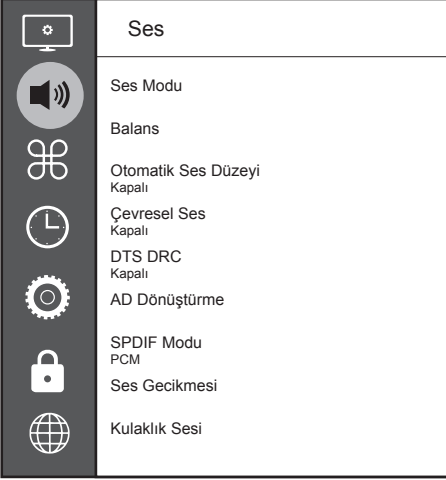 Ses
Ses Modu
Balans
Otomatik Ses Düzeyi
Kapalı
Çevresel Ses
Kapalı
DTS DRC
Kapalı
AD Dönüştürme
SPDIF Modu
PCM
Ses Gecikmesi
Kulaklık Sesi